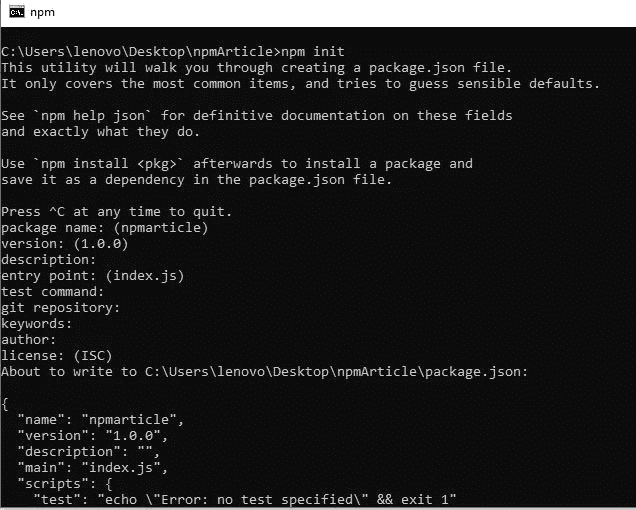 npm
C:\Users\lenovo\Desktop\npmArticle>npm init
This utility will walk you through creating a package.json file.
It only covers the most common items, and tries to guess sensible defaults.
See `npm help json` for definitive documentation on these fields
and exactly what they do.
Use `npm install <pkg>` afterwards to install a package and
save it as a dependency in the package.json file.
Press ^C at any time to quit.
package name: (npmarticle)
version: (1.0.0)
description:
entry point: (index.js)
test command:
git repository:
keywords:
author:
license: (ISC)
About to write to C:\Users\lenovo\Desktop\npmArticle\package.json:
{
  "name": "npmarticle",
  "version": "1.0.0",
  "description": "",
  "main": "index.js",
  "scripts": {
    "test": "echo \"Error: no test specified\" && exit 1"